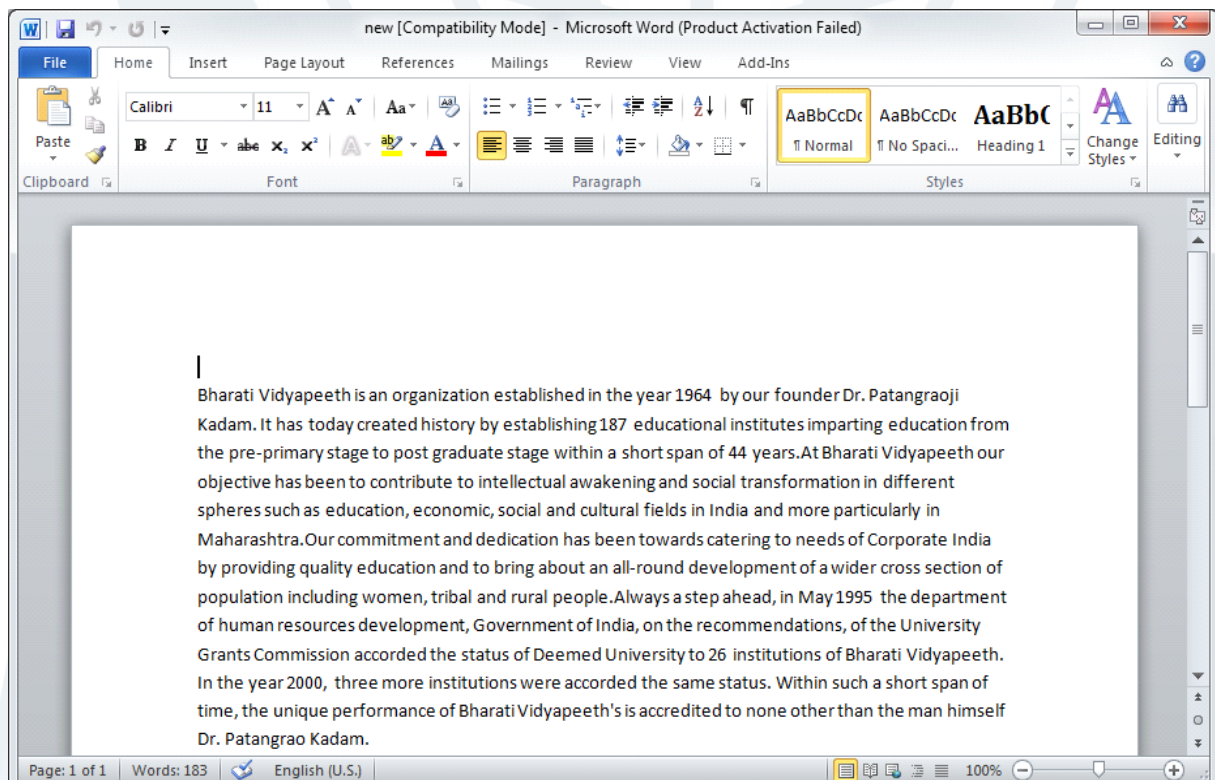 new [Compatibility Mode] - Microsoft Word (Product Activation Failed)
File Home Insert Page Layout References Mailings Review View Add-Ins
Calibri 11 Aa
AaBbCcDc AaBbCcDc AaBbC
Paste
B I U abc x₂ x² A
¶ Normal ¶ No Spaci... Heading 1 Change Styles Editing
Clipboard Font Paragraph Styles
Bharati Vidyapeeth is an organization established in the year 1964 by our founder Dr. Patangraoji
Kadam. It has today created history by establishing 187 educational institutes imparting education from
the pre-primary stage to post graduate stage within a short span of 44 years.At Bharati Vidyapeeth our
objective has been to contribute to intellectual awakening and social transformation in different
spheres such as education, economic, social and cultural fields in India and more particularly in
Maharashtra.Our commitment and dedication has been towards catering to needs of Corporate India
by providing quality education and to bring about an all-round development of a wider cross section of
population including women, tribal and rural people.Always a step ahead, in May 1995 the department
of human resources development, Government of India, on the recommendations, of the University
Grants Commission accorded the status of Deemed University to 26 institutions of Bharati Vidyapeeth.
In the year 2000, three more institutions were accorded the same status. Within such a short span of
time, the unique performance of Bharati Vidyapeeth's is accredited to none other than the man himself
Dr. Patangrao Kadam.
Page: 1 of 1 Words: 183 English (U.S.) 100%